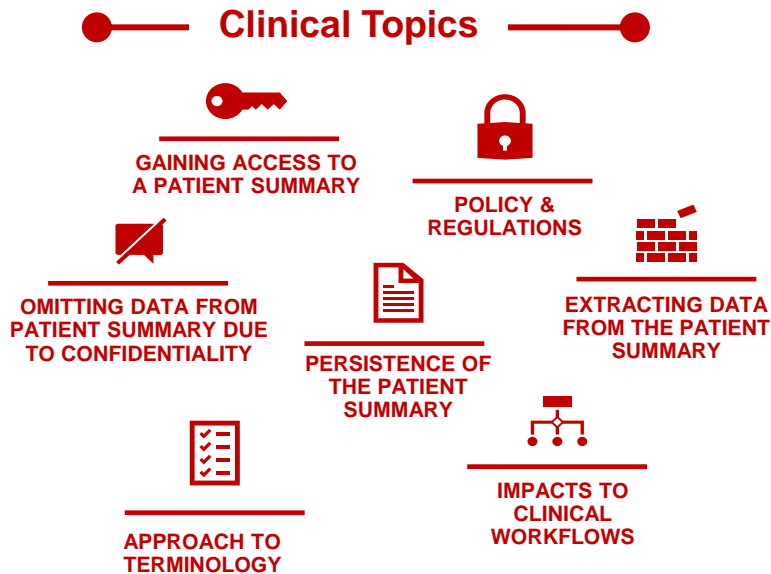 Clinical Topics
GAINING ACCESS TO
A PATIENT SUMMARY
POLICY &
REGULATIONS
OMITTING DATA FROM
PATIENT SUMMARY DUE
TO CONFIDENTIALITY
PERSISTENCE OF
THE PATIENT
SUMMARY
EXTRACTING DATA
FROM THE PATIENT
SUMMARY
APPROACH TO
TERMINOLOGY
IMPACTS TO
CLINICAL
WORKFLOWS